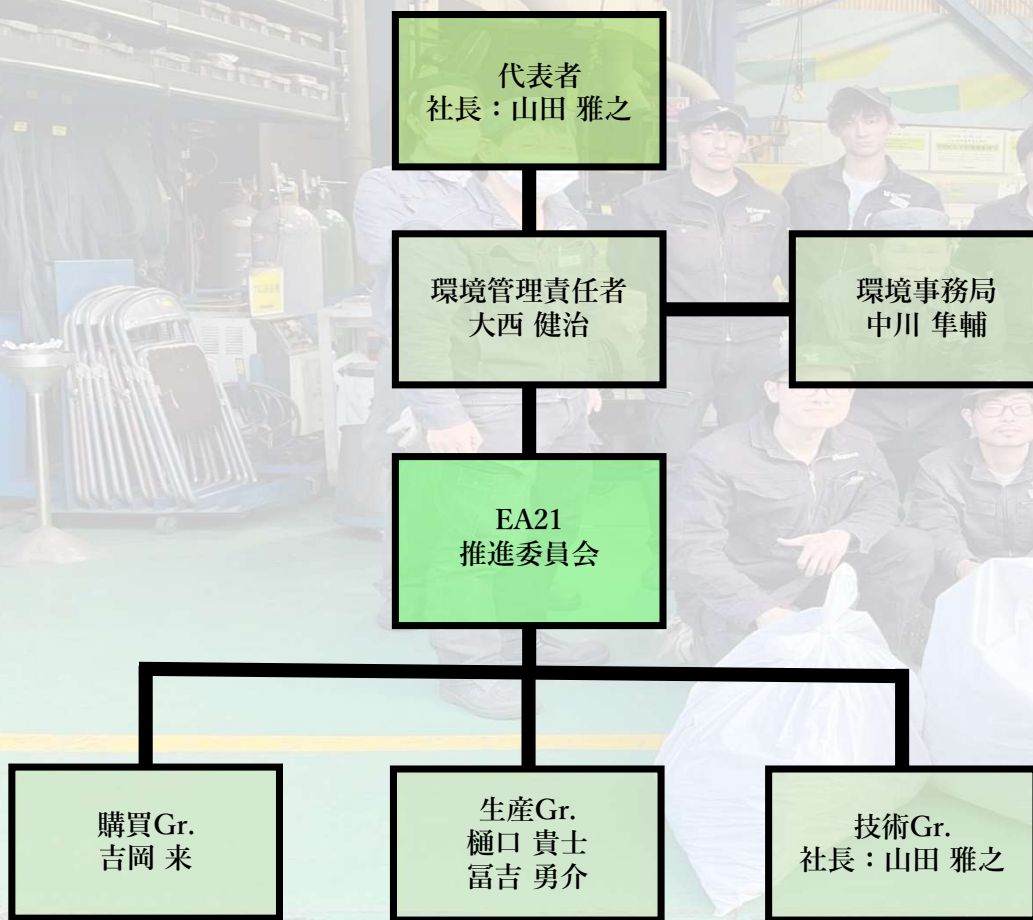 代表者
社長：山田 雅之
環境管理責任者
大西 健治
環境事務局
中川 隼輔
EA21
推進委員会
購買Gr.
吉岡 来
生産Gr.
樋口 貴士
冨吉 勇介
技術Gr.
社長：山田 雅之